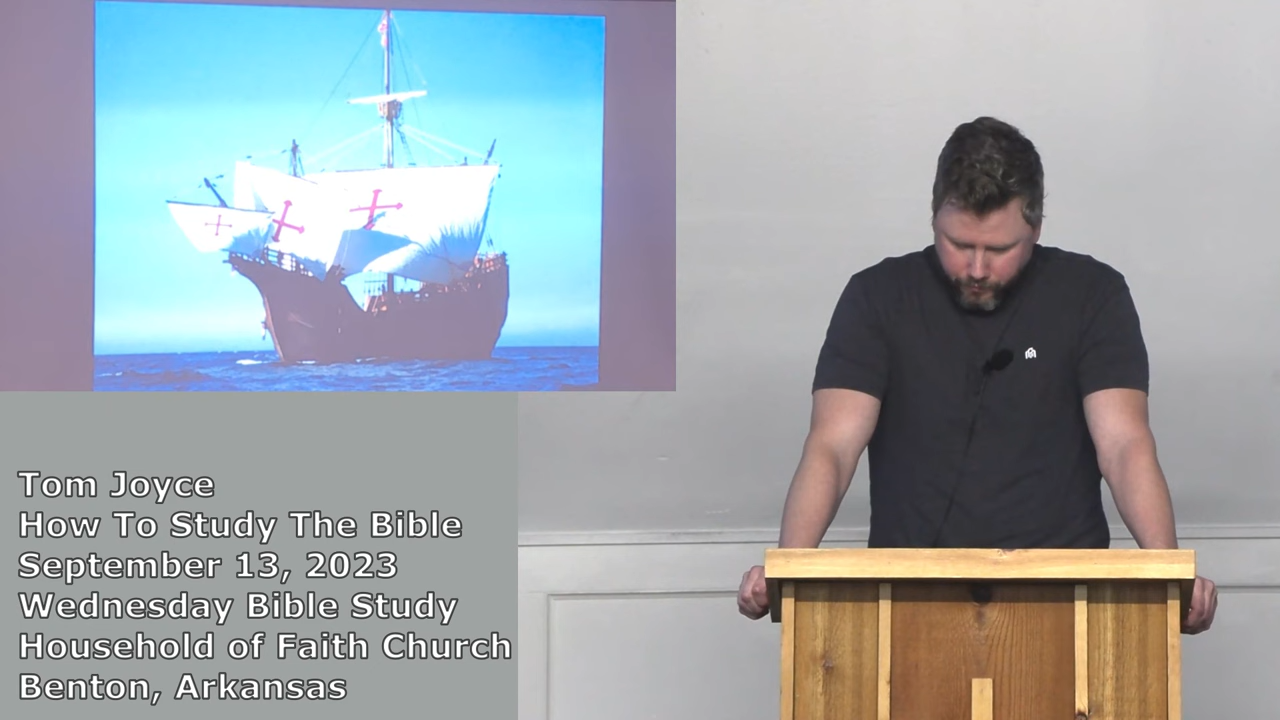 Tom Joyce
How To Study The Bible
September 13, 2023
Wednesday Bible Study
Household of Faith Church
Benton, Arkansas